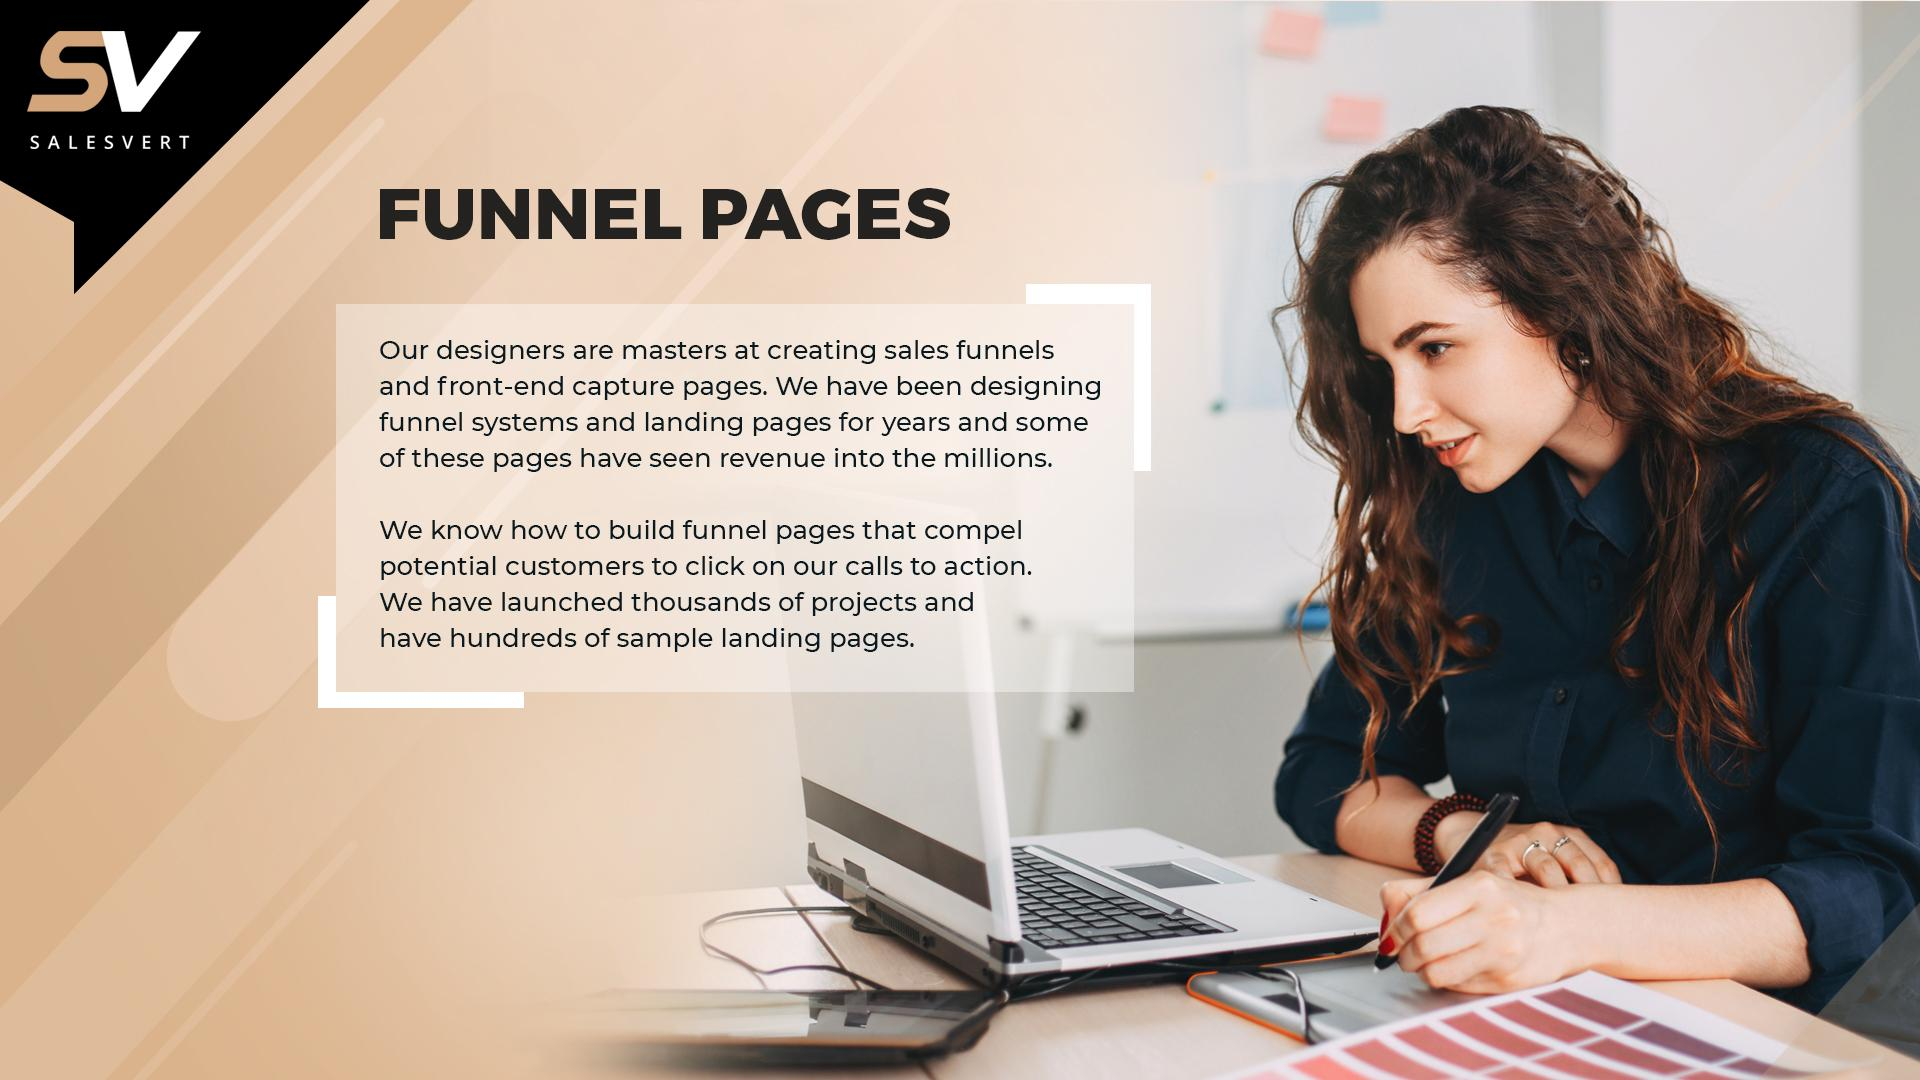 SV
SALESVERT
FUNNEL PAGES
Our designers are masters at creating sales funnels
and front-end capture pages. We have been designing
funnel systems and landing pages for years and some
of these pages have seen revenue into the millions.
We know how to build funnel pages that compel
potential customers to click on our calls to action.
We have launched thousands of projects and
have hundreds of sample landing pages.